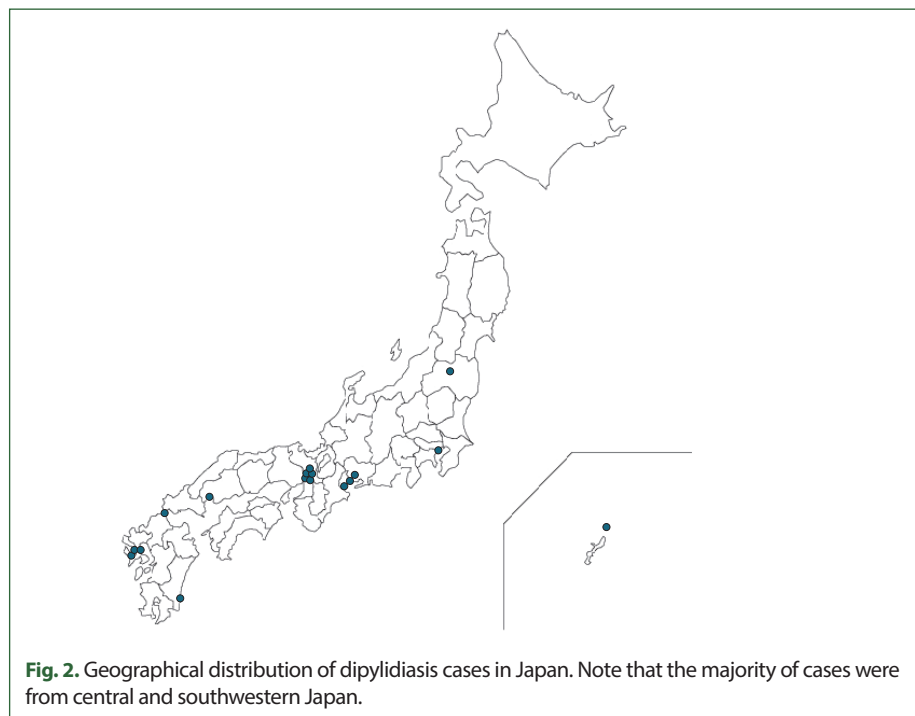 Fig. 2. Geographical distribution of dipylidiasis cases in Japan. Note that the majority of cases were
from central and southwestern Japan.